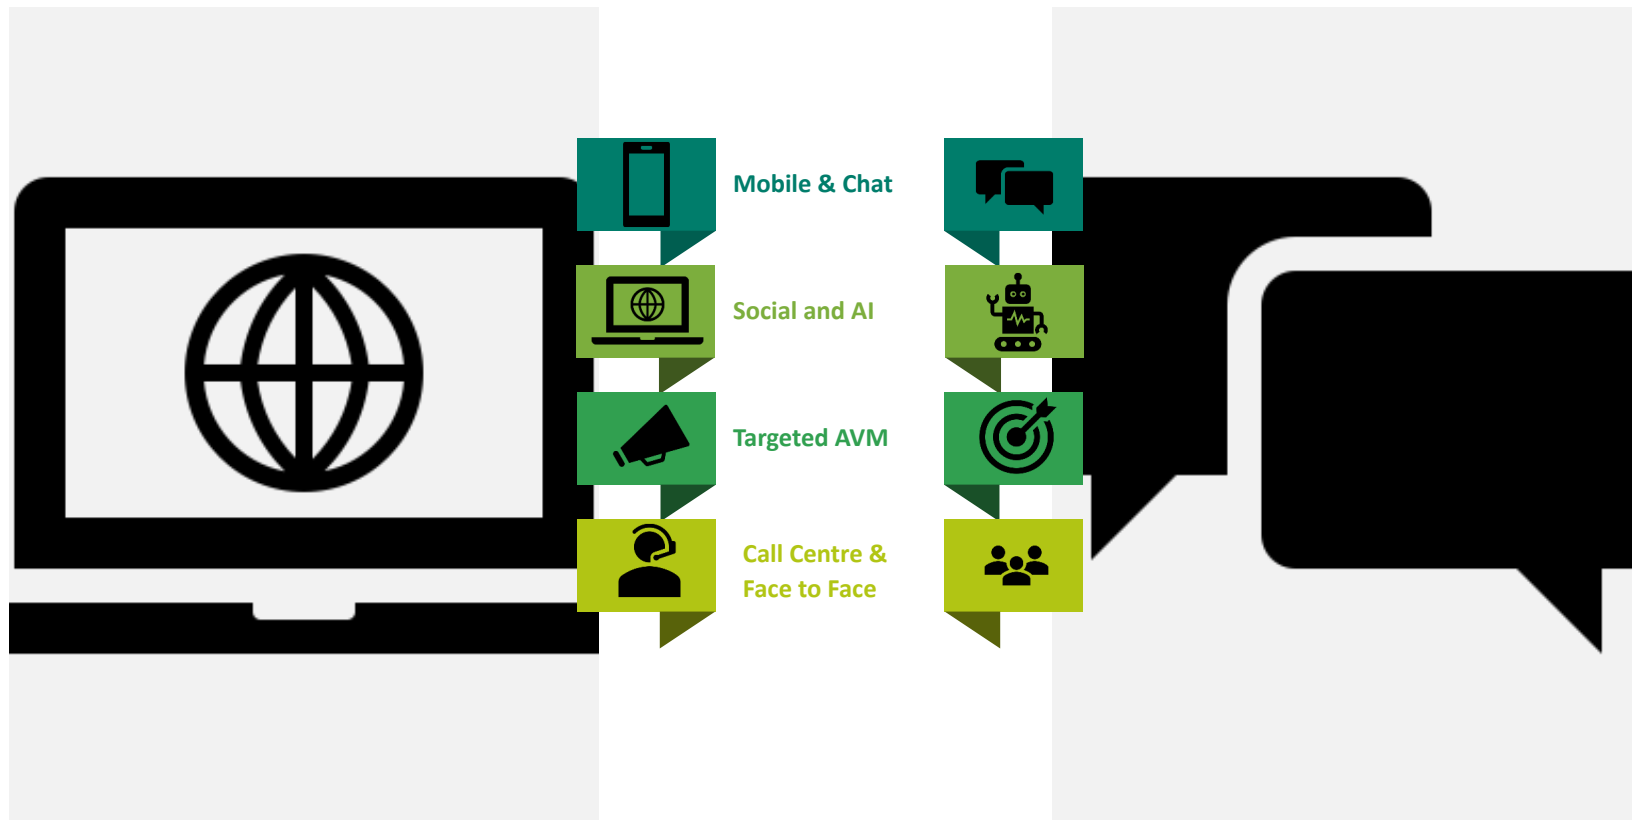 Mobile & Chat
Social and AI
Targeted AVM
Call Centre &
Face to Face